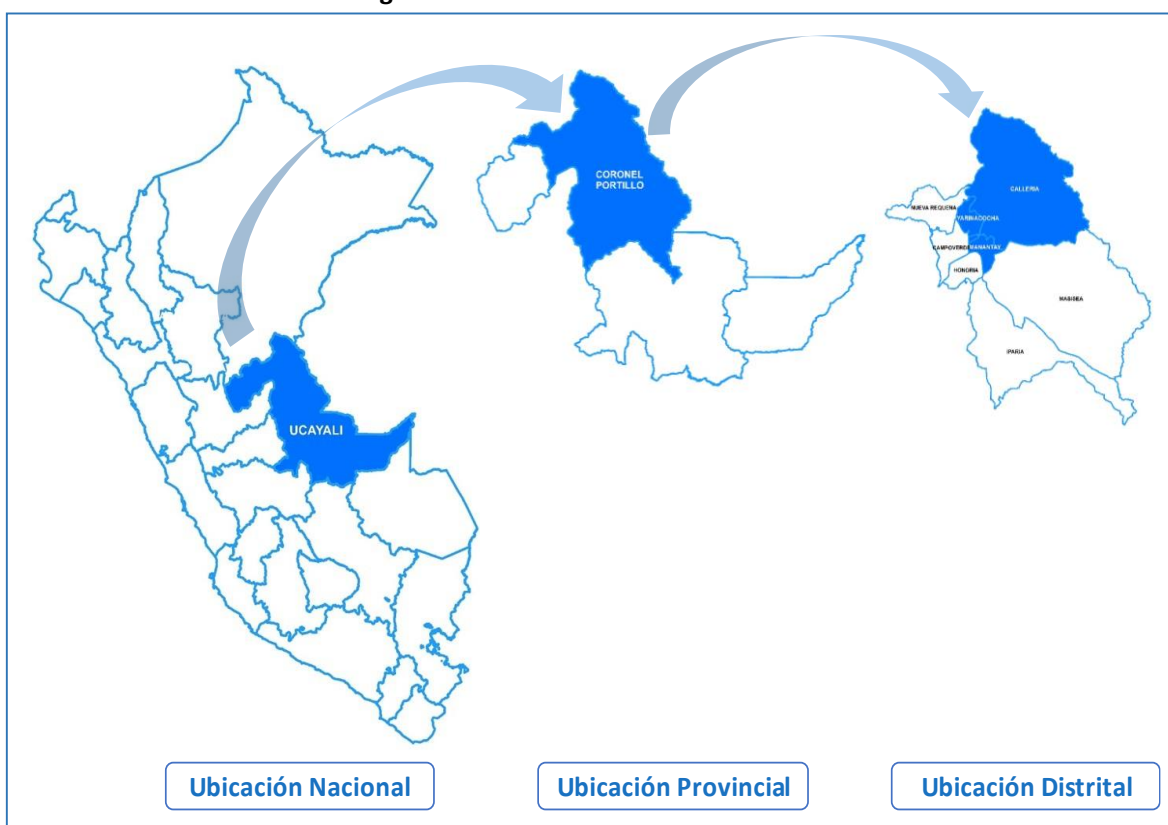 CORONEL
PORTILLO
CALLERIA
NUEVA REQUENA
YARINACOCHA
CAMPOVERDE
MANANTAY
HONORIA
MASISEA
IPARIA
UCAYALI
Ubicación Nacional
Ubicación Provincial
Ubicación Distrital